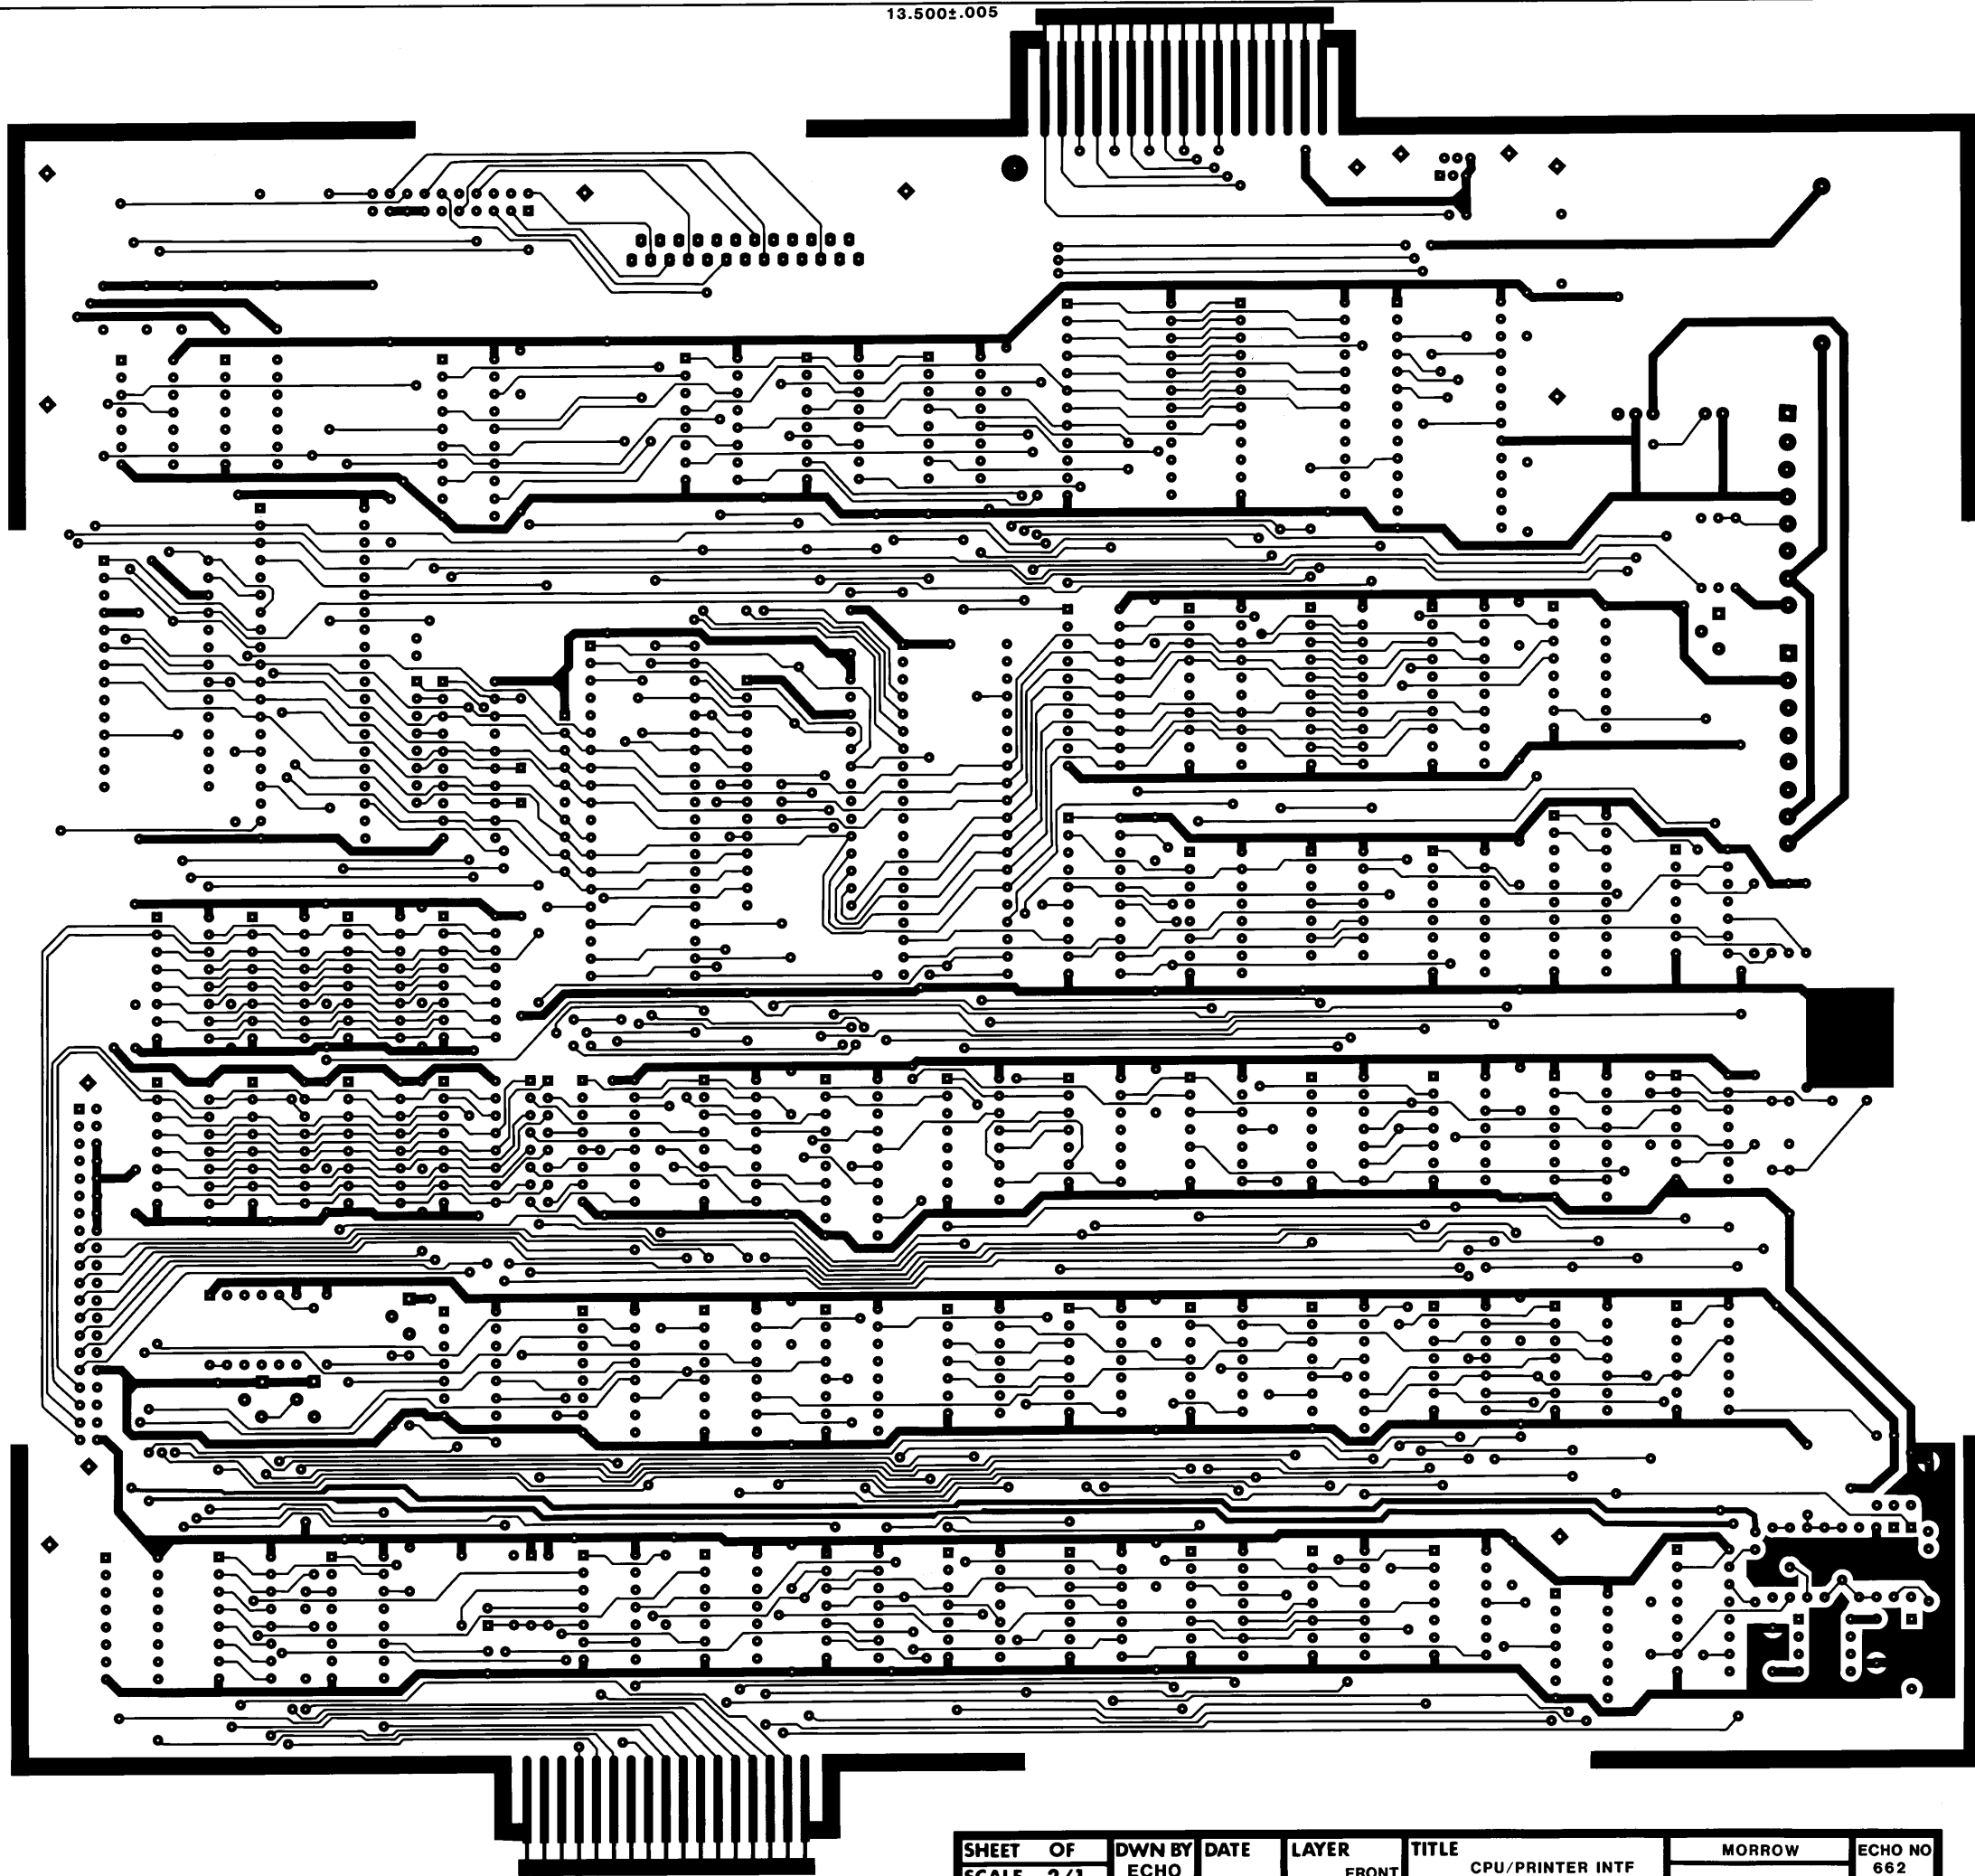 13.500±.005
SHEET OF
DWN BY
DATE
LAYER
TITLE
MORROW
ECHO NO
SCALE 2/1
ECHO
FRONT
CPU/PRINTER INTF
662